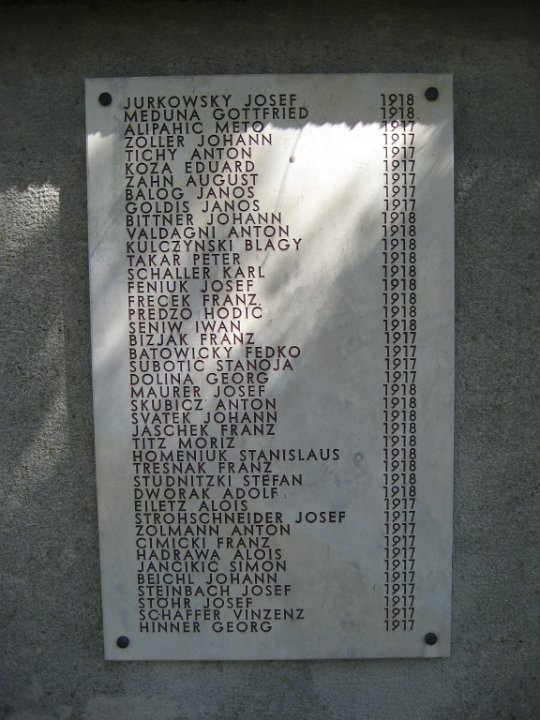 JURKOWSKY JOSEF 1918
MEDUNA GOTTFRIED 1918
ALIPAHIC METO 1917
ZOLLER JOHANN 1917
TICHY ANTON 1917
KOZA EDUARD 1917
ZAHN AUGUST 1917
BALOG JANOS 1917
GOLDIS JANOS 1917
BITTNER JOHANN 1918
VALDAGNI ANTON 1918
KULCZYNSKI BLAGY 1918
TAKAR PETER 1918
SCHALLER KARL 1918
FENIUK JOSEF 1918
FRECEK FRANZ 1918
PREDZO HODIC 1918
SENIW IWAN 1918
BIZJAK FRANZ 1917
BATOWICKY FEDKO 1917
SUBOTIC STANOJA 1917
DOLINA GEORG 1917
MAURER JOSEF 1918
SKUBICZ ANTON 1918
SVATEK JOHANN 1918
JASCHEK FRANZ 1918
TITZ MORIZ 1918
HOMENIUK STANISLAUS 1918
TRESNAK FRANZ 1918
STUDNITZKI STEFAN 1918
DWORAK ADOLF 1918
EILETZ ALOIS 1917
STROHSCHNEIDER JOSEF 1917
ZOLMANN ANTON 1917
CIMICKI FRANZ 1917
HADRAWA ALOIS 1917
JANCIKIC SIMON 1917
BEICHL JOHANN 1917
STEINBACH JOSEF 1917
STÖHR JOSEF 1917
SCHAFFER VINZENZ 1917
HINNER GEORG 1917